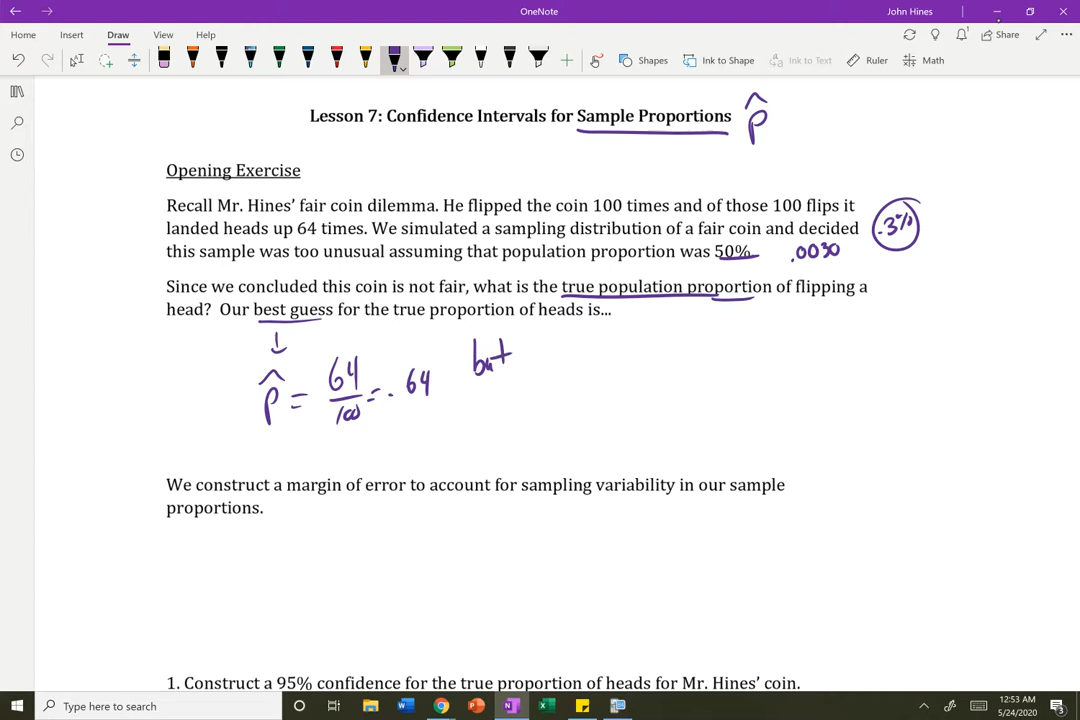 OneNote
John Hines
Home Insert Draw View Help
Share
Shapes Ink to Shape Ink to Text Ruler Math
Lesson 7: Confidence Intervals for Sample Proportions p̂
Opening Exercise
Recall Mr. Hines' fair coin dilemma. He flipped the coin 100 times and of those 100 flips it
landed heads up 64 times. We simulated a sampling distribution of a fair coin and decided
.3%
this sample was too unusual assuming that population proportion was 50%. .0030
Since we concluded this coin is not fair, what is the true population proportion of flipping a
head? Our best guess for the true proportion of heads is...
p̂ = 64/100 = .64 but
We construct a margin of error to account for sampling variability in our sample
proportions.
1. Construct a 95% confidence for the true proportion of heads for Mr. Hines' coin.
Type here to search
12:53 AM
5/24/2020
3